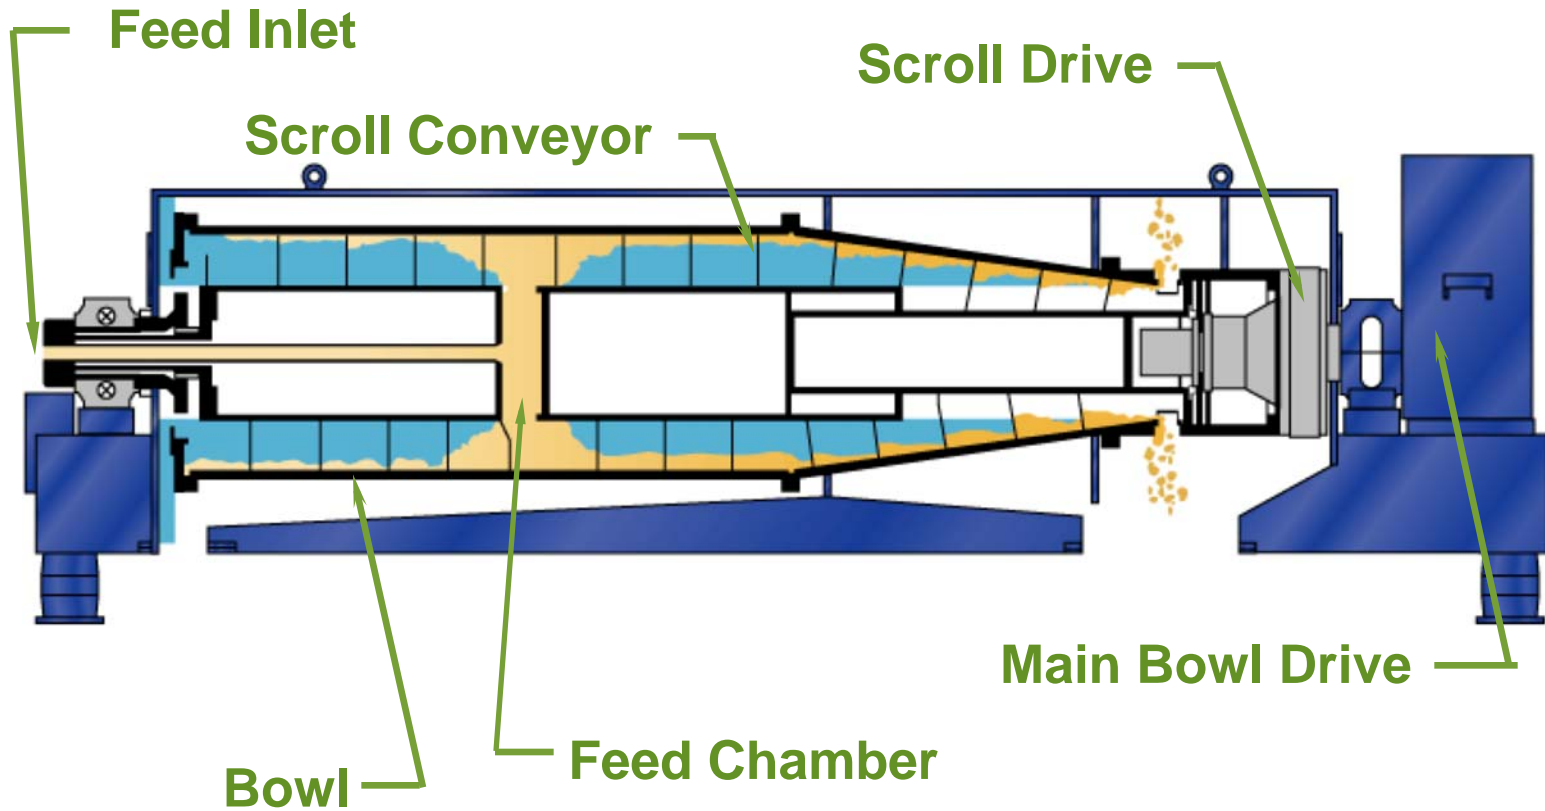 Feed Inlet
Scroll Drive
Scroll Conveyor
Main Bowl Drive
Feed Chamber
Bowl